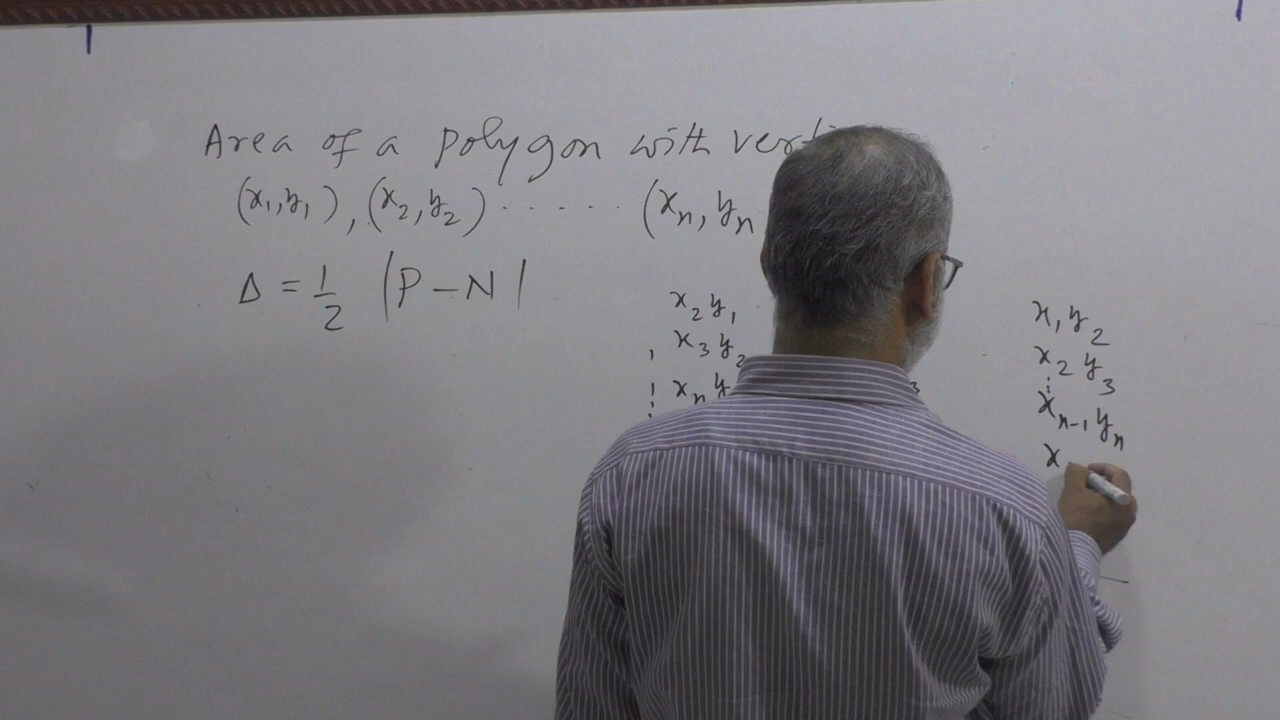 Area of a polygon with
(x₁,y₁), (x₂,y₂) . . . . . . (xₙ, yₙ
Δ = 1/2 |P – N|
x₂ y₁
x₃ y₂
xₙ y
x₁ y₂
x₂ y₃
⋮
xₙ₋₁ yₙ
x